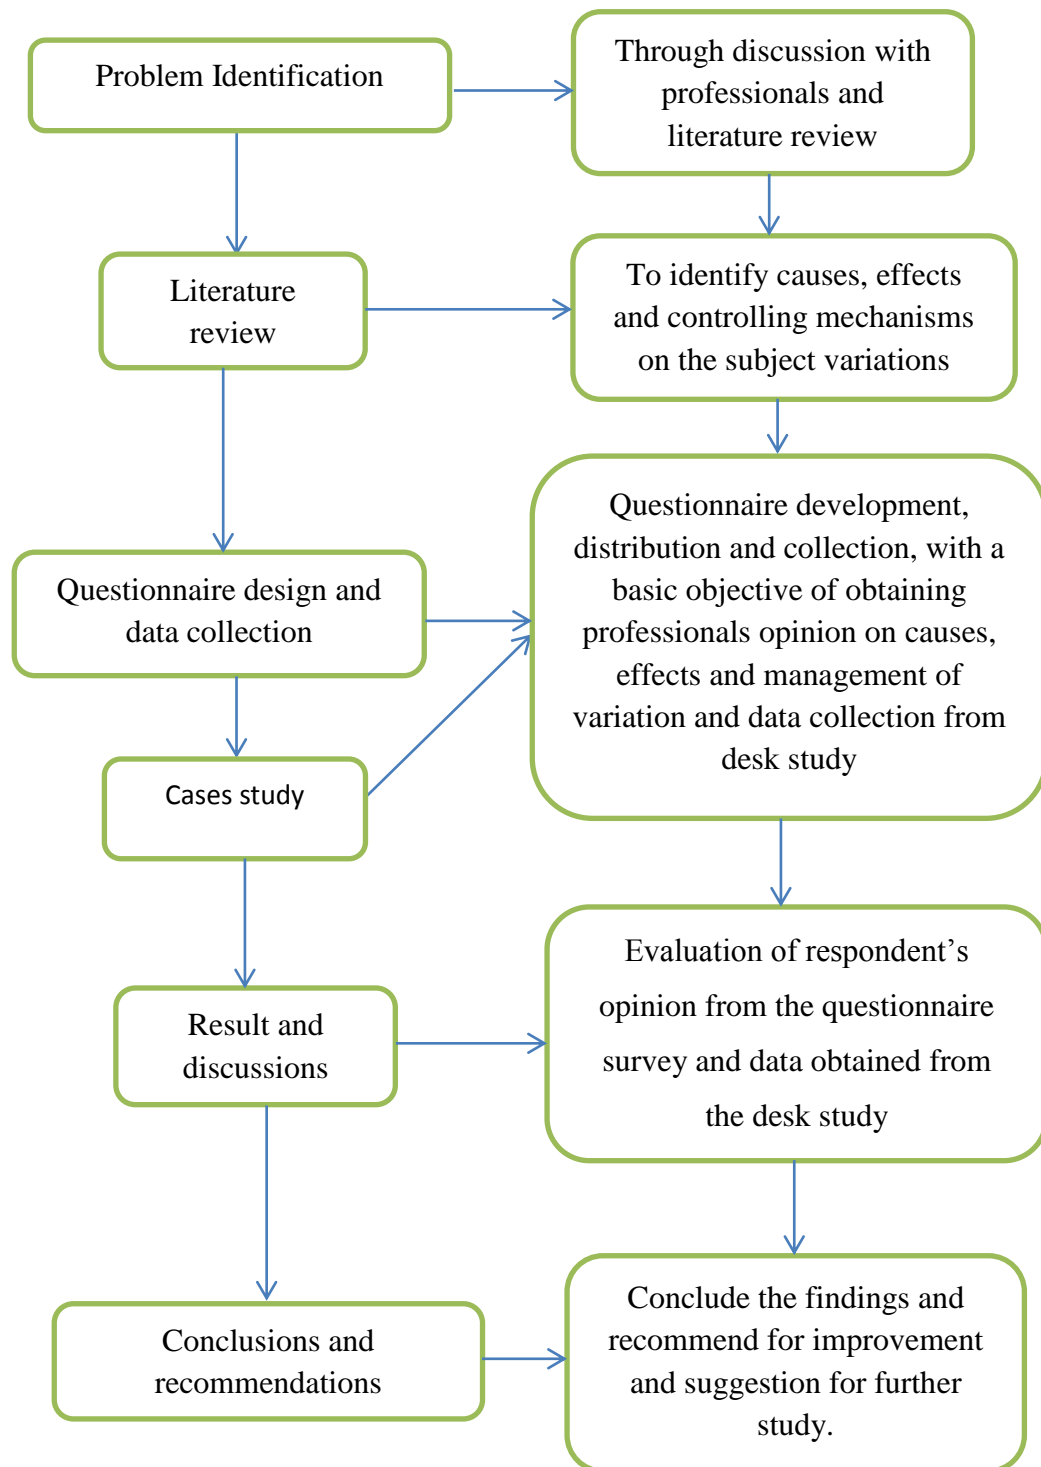 Problem Identification
Through discussion with
professionals and
literature review
Literature
review
To identify causes, effects
and controlling mechanisms
on the subject variations
Questionnaire design and
data collection
Questionnaire development,
distribution and collection, with a
basic objective of obtaining
professionals opinion on causes,
effects and management of
variation and data collection from
desk study
Cases study
Result and
discussions
Evaluation of respondent’s
opinion from the questionnaire
survey and data obtained from
the desk study
Conclusions and
recommendations
Conclude the findings and
recommend for improvement
and suggestion for further
study.